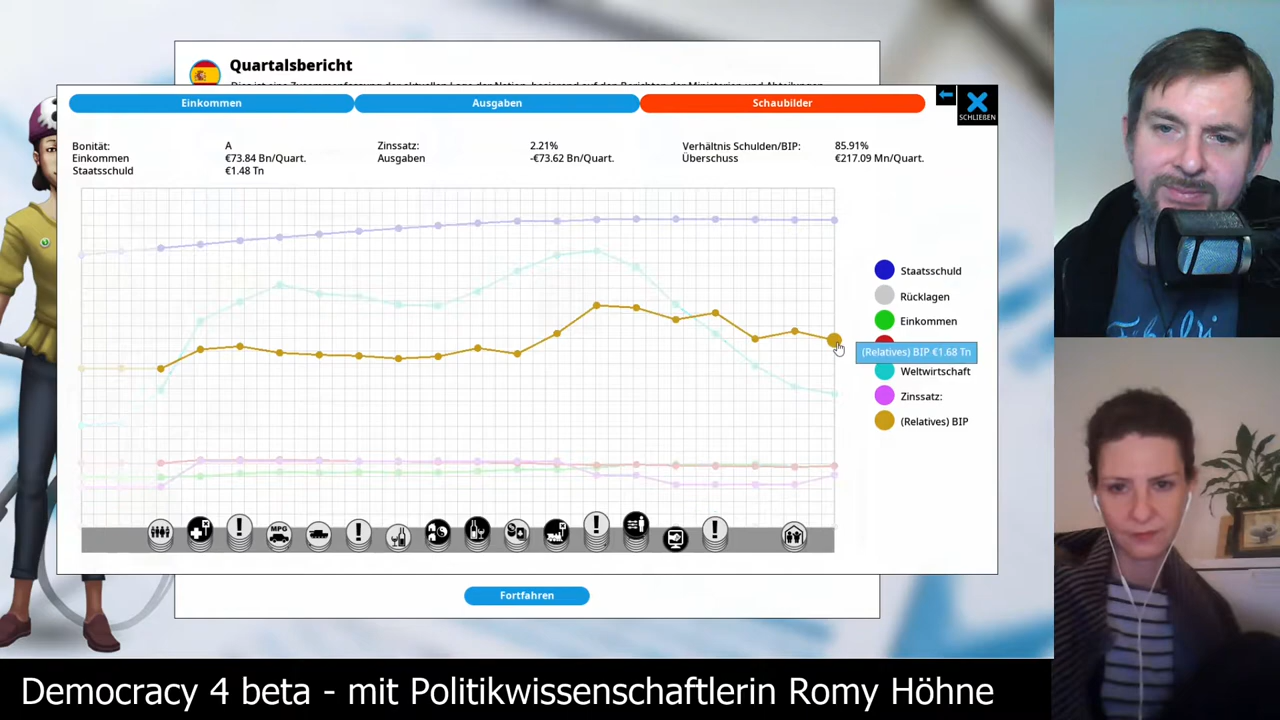 Quartalsbericht
Einkommen
Ausgaben
Schaubilder
SCHLIEßEN
Bonität: A
Zinssatz: 2.21%
Verhältnis Schulden/BIP: 85.91%
Einkommen €73.84 Bn/Quart.
Ausgaben -€73.62 Bn/Quart.
Überschuss €217.09 Mn/Quart.
Staatsschuld €1.48 Tn
Staatsschuld
Rücklagen
Einkommen
(Relatives) BIP €1.68 Tn
Weltwirtschaft
Zinssatz:
(Relatives) BIP
MPG
Fortfahren
Democracy 4 beta - mit Politikwissenschaftlerin Romy Höhne